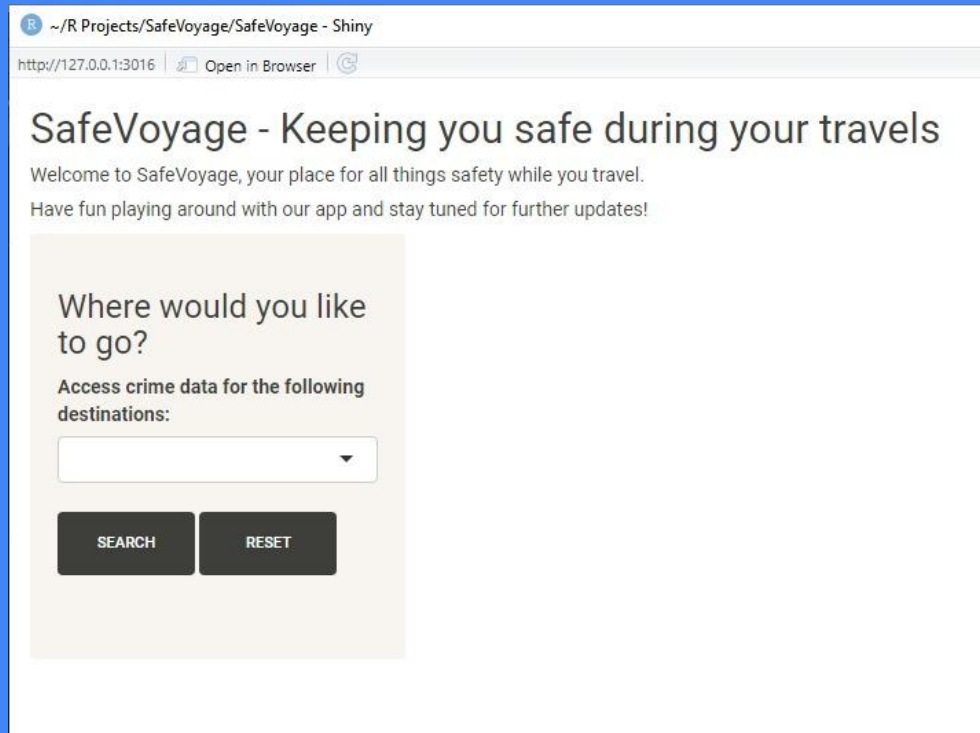 R ~/R Projects/SafeVoyage/SafeVoyage - Shiny
http://127.0.0.1:3016 Open in Browser
SafeVoyage - Keeping you safe during your travels
Welcome to SafeVoyage, your place for all things safety while you travel.
Have fun playing around with our app and stay tuned for further updates!
Where would you like
to go?
Access crime data for the following
destinations:
SEARCH RESET